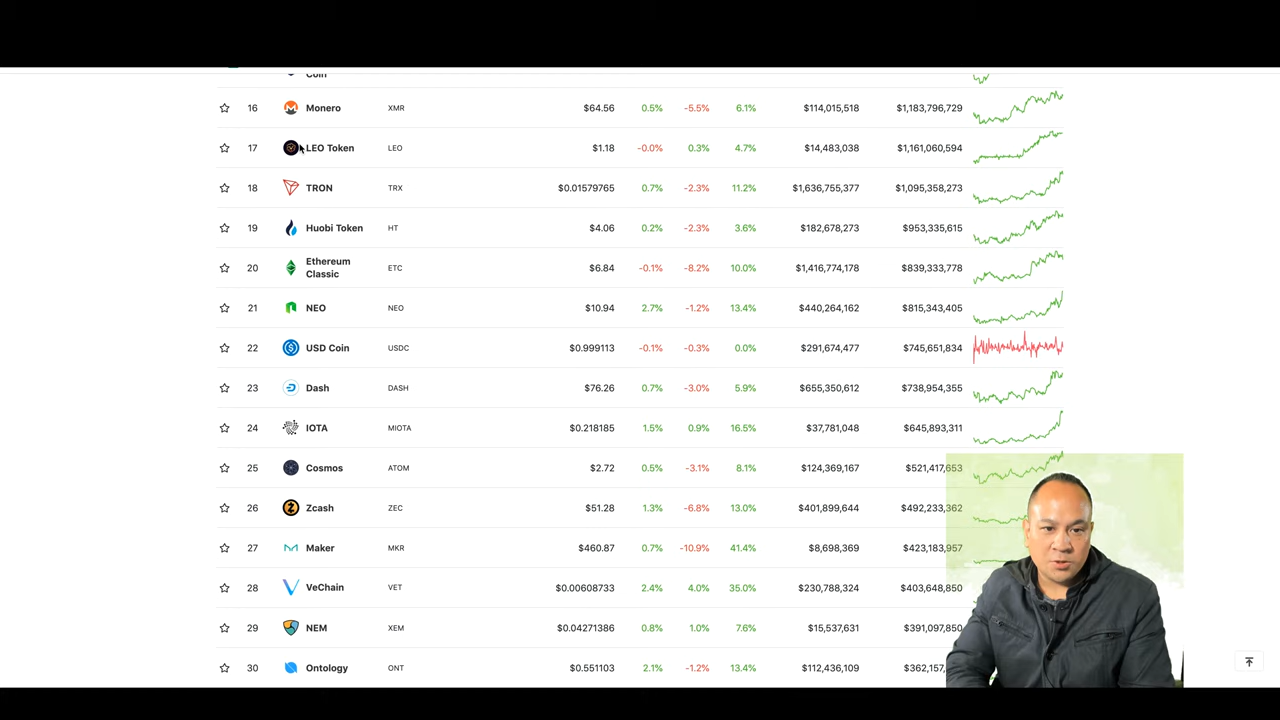 Coin
16 Monero XMR $64.56 0.5% -5.5% 6.1% $114,015,518 $1,183,796,729
17 LEO Token LEO $1.18 -0.0% 0.3% 4.7% $14,483,038 $1,161,060,594
18 TRON TRX $0.01579765 0.7% -2.3% 11.2% $1,636,755,377 $1,095,358,273
19 Huobi Token HT $4.06 0.2% -2.3% 3.6% $182,678,273 $953,335,615
20 Ethereum Classic ETC $6.84 -0.1% -8.2% 10.0% $1,416,774,178 $839,333,778
21 NEO NEO $10.94 2.7% -1.2% 13.4% $440,264,162 $815,343,405
22 USD Coin USDC $0.999113 -0.1% -0.3% 0.0% $291,674,477 $745,651,834
23 Dash DASH $76.26 0.7% -3.0% 5.9% $655,350,612 $738,954,355
24 IOTA MIOTA $0.218185 1.5% 0.9% 16.5% $37,781,048 $645,893,311
25 Cosmos ATOM $2.72 0.5% -3.1% 8.1% $124,369,167 $521,417,653
26 Zcash ZEC $51.28 1.3% -6.8% 13.0% $401,899,644 $492,233,362
27 Maker MKR $460.87 0.7% -10.9% 41.4% $8,698,369 $423,183,957
28 VeChain VET $0.00608733 2.4% 4.0% 35.0% $230,788,324 $403,648,850
29 NEM XEM $0.04271386 0.8% 1.0% 7.6% $15,537,631 $391,097,850
30 Ontology ONT $0.551103 2.1% -1.2% 13.4% $112,436,109 $362,157,